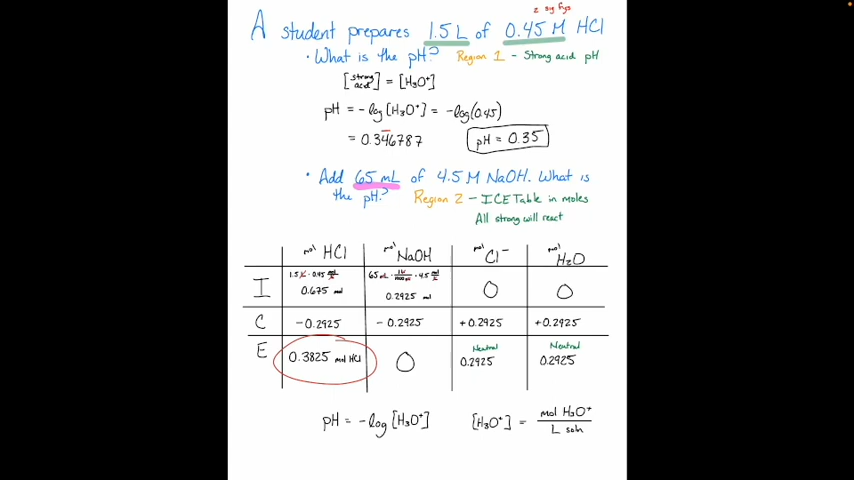 2 sig figs
A student prepares 1.5 L of 0.45 M HCl
• What is the pH? Region 1 - Strong acid pH
[strong acid] = [H₃O⁺]
pH = -log [H₃O⁺] = -log(0.45)
= 0.346787 pH = 0.35
• Add 65 mL of 4.5 M NaOH. What is
the pH? Region 2 - ICE Table in moles
All strong will react
mol HCl mol NaOH mol Cl⁻ mol H₂O
I 1.5 L · 0.45 mol/L 65 mL · 1 L/1000 mL · 4.5 mol/L
0.675 mol 0.2925 mol 0 0
C -0.2925 -0.2925 +0.2925 +0.2925
E 0.3825 mol HCl 0 Neutral 0.2925 Neutral 0.2925
pH = -log [H₃O⁺] [H₃O⁺] = mol H₃O⁺ / L soln